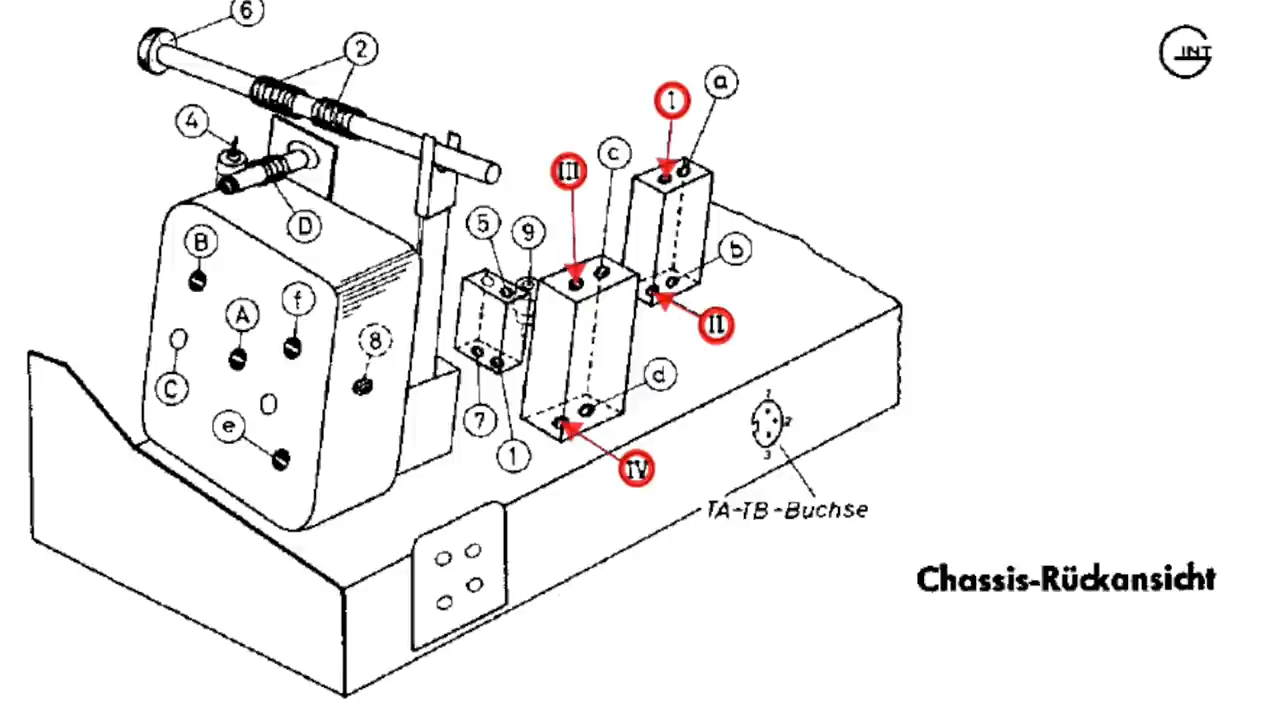 6
2
INT
I
a
4
III
c
D
5
9
B
b
f
A
II
8
C
d
1
7
2
e
1
3
IV
TA-TB-Buchse
Chassis-Rückansicht